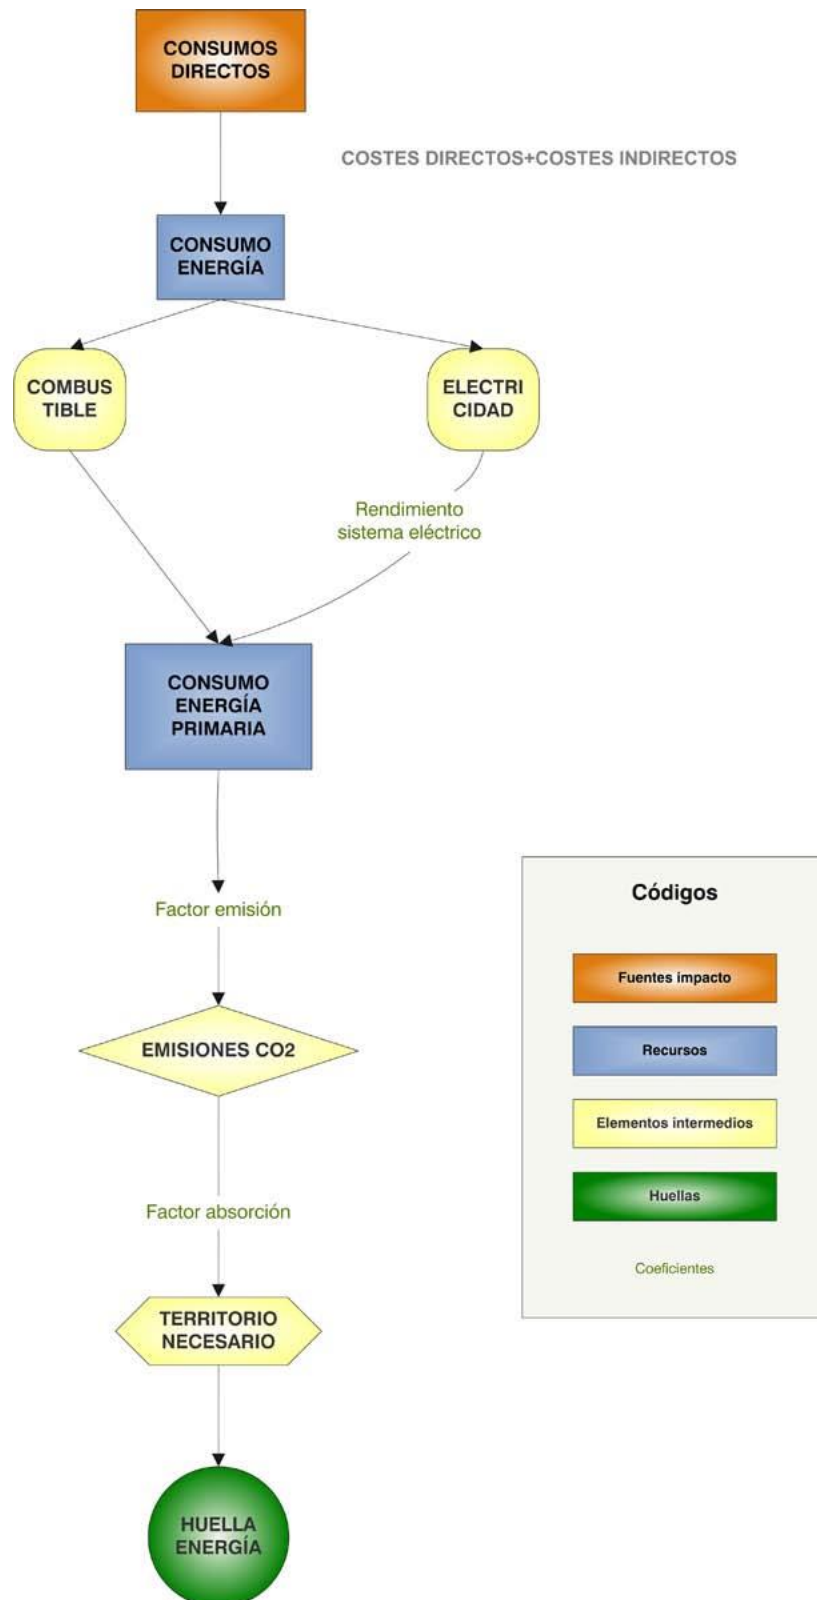 CONSUMOS
DIRECTOS
COSTES DIRECTOS+COSTES INDIRECTOS
CONSUMO
ENERGÍA
COMBUS
TIBLE
ELECTRI
CIDAD
Rendimiento
sistema eléctrico
CONSUMO
ENERGÍA
PRIMARIA
Factor emisión
EMISIONES CO2
Factor absorción
TERRITORIO
NECESARIO
HUELLA
ENERGÍA
Códigos
Fuentes impacto
Recursos
Elementos intermedios
Huellas
Coeficientes